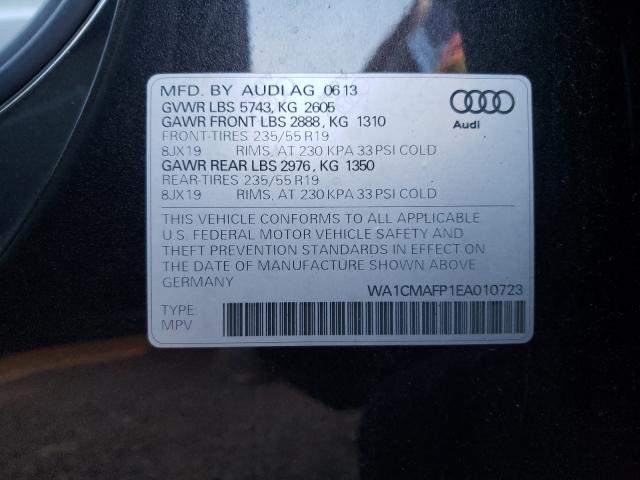 MFD. BY AUDI AG 0613
GVWR LBS 5743, KG 2605
GAWR FRONT LBS 2888, KG 1310
FRONT-TIRES 235/55 R19
8JX19 RIMS, AT 230 KPA 33 PSI COLD
GAWR REAR LBS 2976, KG 1350
REAR-TIRES 235/55 R19
8JX19 RIMS, AT 230 KPA 33 PSI COLD
Audi
THIS VEHICLE CONFORMS TO ALL APPLICABLE
U.S. FEDERAL MOTOR VEHICLE SAFETY AND
THEFT PREVENTION STANDARDS IN EFFECT ON
THE DATE OF MANUFACTURE SHOWN ABOVE
GERMANY
WA1CMAFP1EA010723
TYPE:
MPV